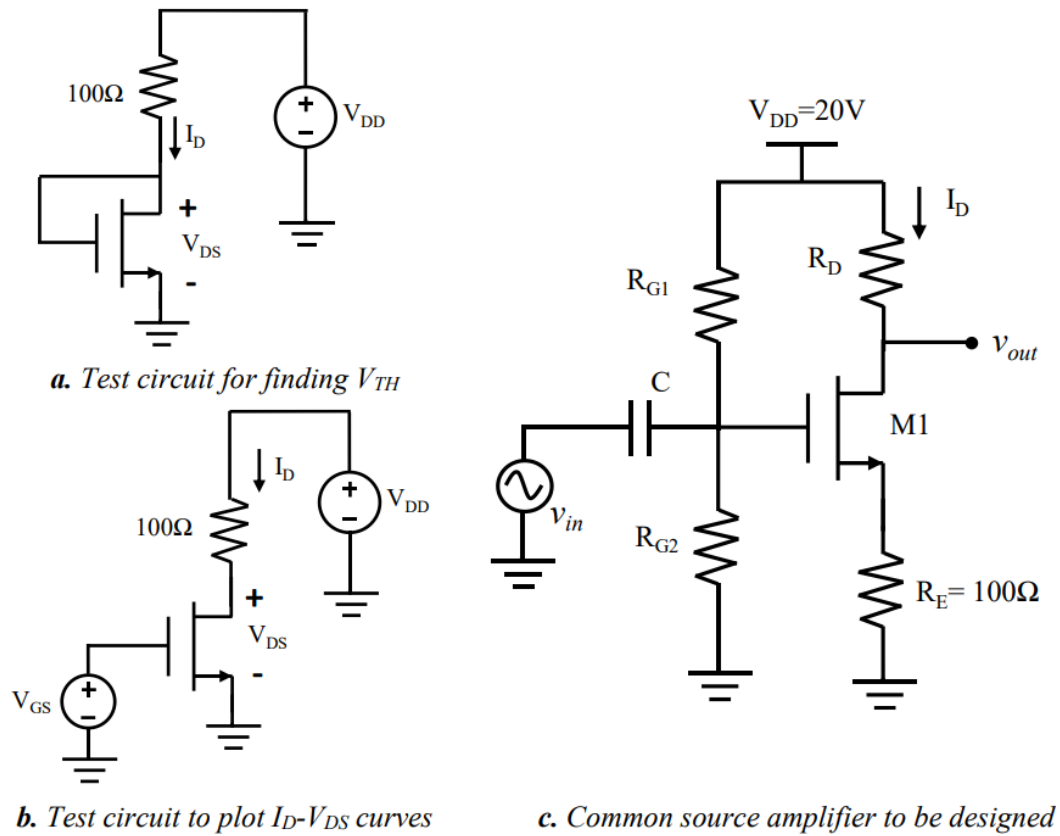 100Ω
I_D
V_DD
+
-
+
V_DS
-
a. Test circuit for finding V_TH
I_D
100Ω
V_DD
+
-
+
V_DS
-
V_GS
+
-
b. Test circuit to plot I_D-V_DS curves
V_DD=20V
I_D
R_D
R_G1
v_out
C
M1
v_in
R_G2
R_E= 100Ω
c. Common source amplifier to be designed